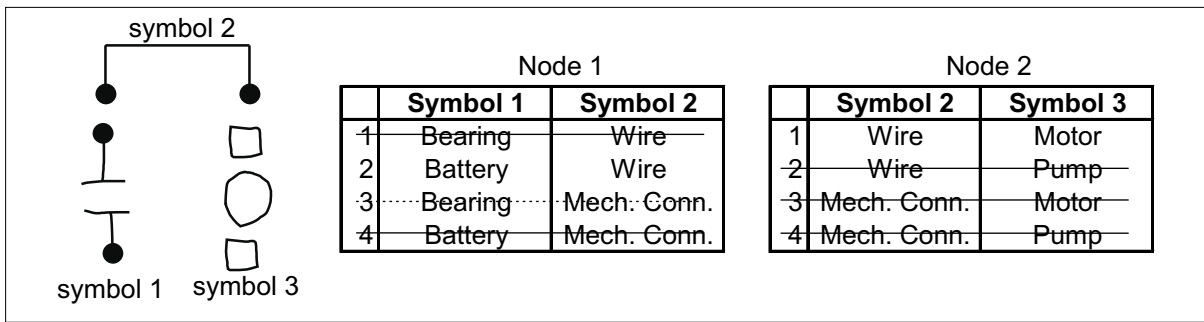 symbol 2
symbol 1 symbol 3
Node 1
Symbol 1 Symbol 2
1 Bearing Wire
2 Battery Wire
3 Bearing Mech. Conn.
4 Battery Mech. Conn.
Node 2
Symbol 2 Symbol 3
1 Wire Motor
2 Wire Pump
3 Mech. Conn. Motor
4 Mech. Conn. Pump